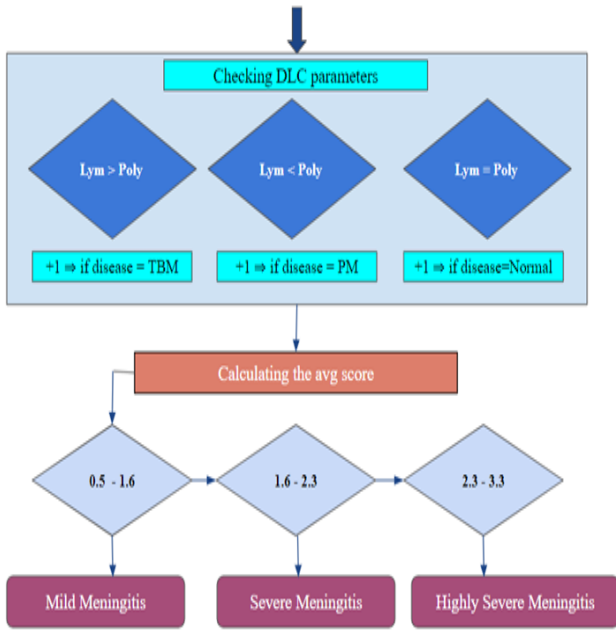 Checking DLC parameters
Lym > Poly
Lym < Poly
Lym = Poly
+1 ⇒ if disease = TBM
+1 ⇒ if disease = PM
+1 ⇒ if disease=Normal
Calculating the avg score
0.5 - 1.6
1.6 - 2.3
2.3 - 3.3
Mild Meningitis
Severe Meningitis
Highly Severe Meningitis